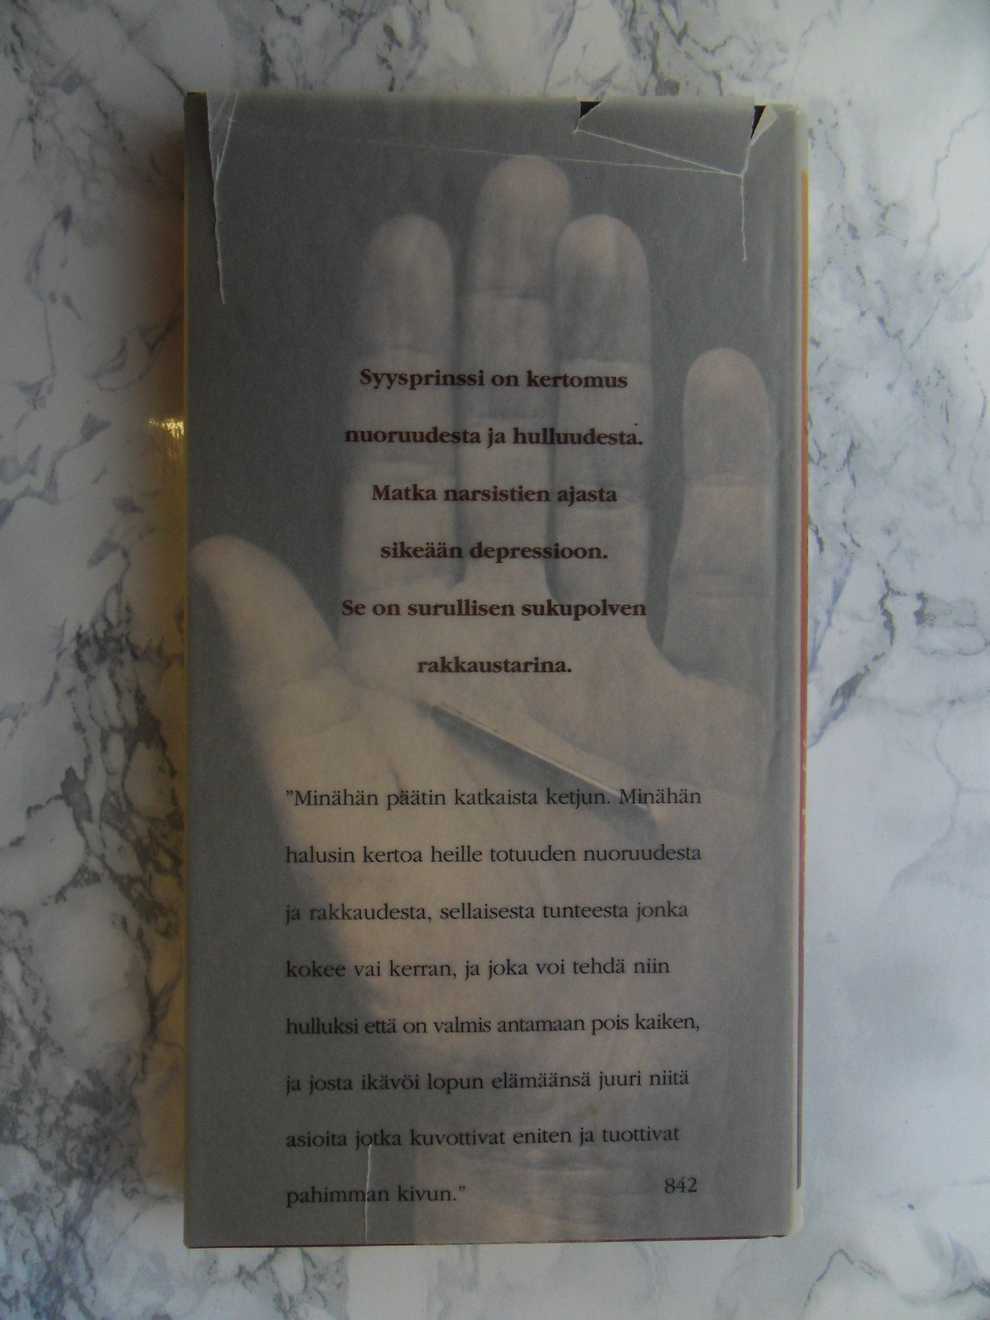 Syysprinssi on kertomus
nuoruudesta ja hulluudesta.
Matka narsistien ajasta
sikeään depressioon.
Se on surullisen sukupolven
rakkaustarina.
"Minähän päätin katkaista ketjun. Minähän
halusin kertoa heille totuuden nuoruudesta
ja rakkaudesta, sellaisesta tunteesta jonka
kokee vai kerran, ja joka voi tehdä niin
hulluksi että on valmis antamaan pois kaiken,
ja josta ikävöi lopun elämäänsä juuri niitä
asioita jotka kuvottivat eniten ja tuottivat
pahimman kivun."
842